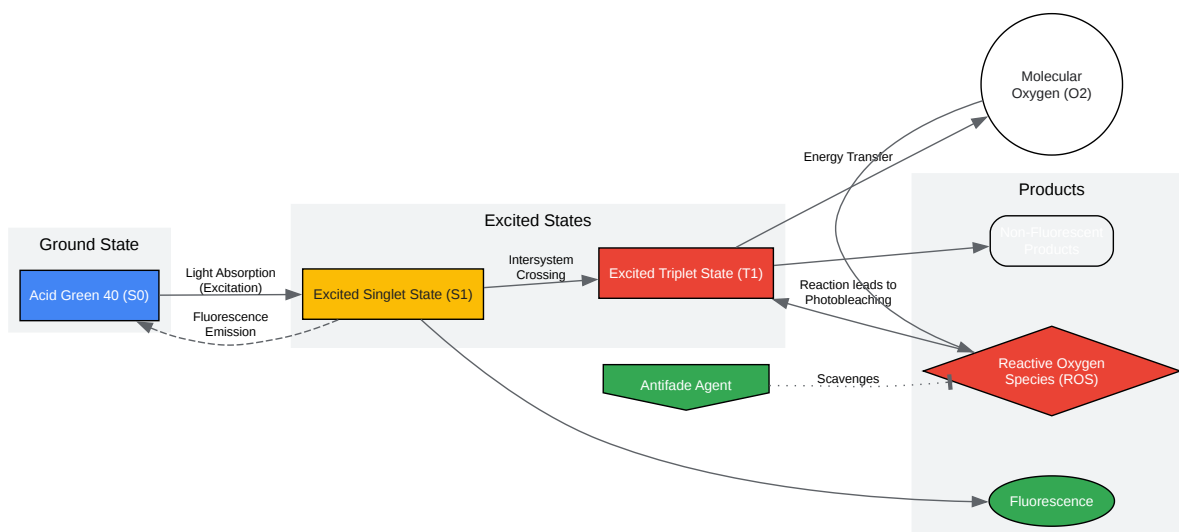 Molecular
Oxygen (O2)
Energy Transfer
Products
Excited States
Non-Fluorescent
Products
Ground State
Intersystem
Crossing
Light Absorption
(Excitation)
Acid Green 40 (S0)
Excited Singlet State (S1)
Excited Triplet State (T1)
Reaction leads to
Photobleaching
Fluorescence
Emission
Reactive Oxygen
Species (ROS)
Antifade Agent
Scavenges
Fluorescence